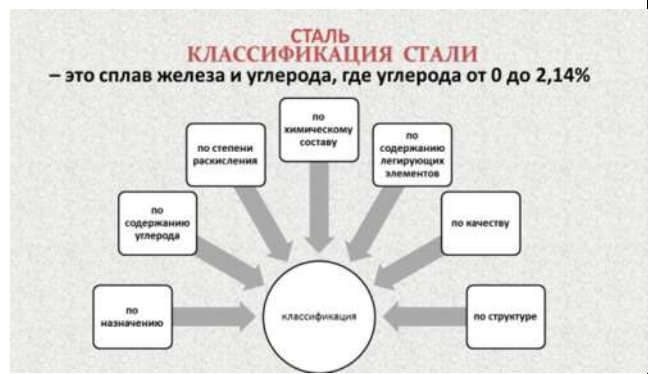 СТАЛЬ
КЛАССИФИКАЦИЯ СТАЛИ
– это сплав железа и углерода, где углерода от 0 до 2,14%
по
химическому
составу
по степени
раскисления
по
содержанию
легирующих
элементов
по
содержанию
углерода
по качеству
по
назначению
классификация
по структуре